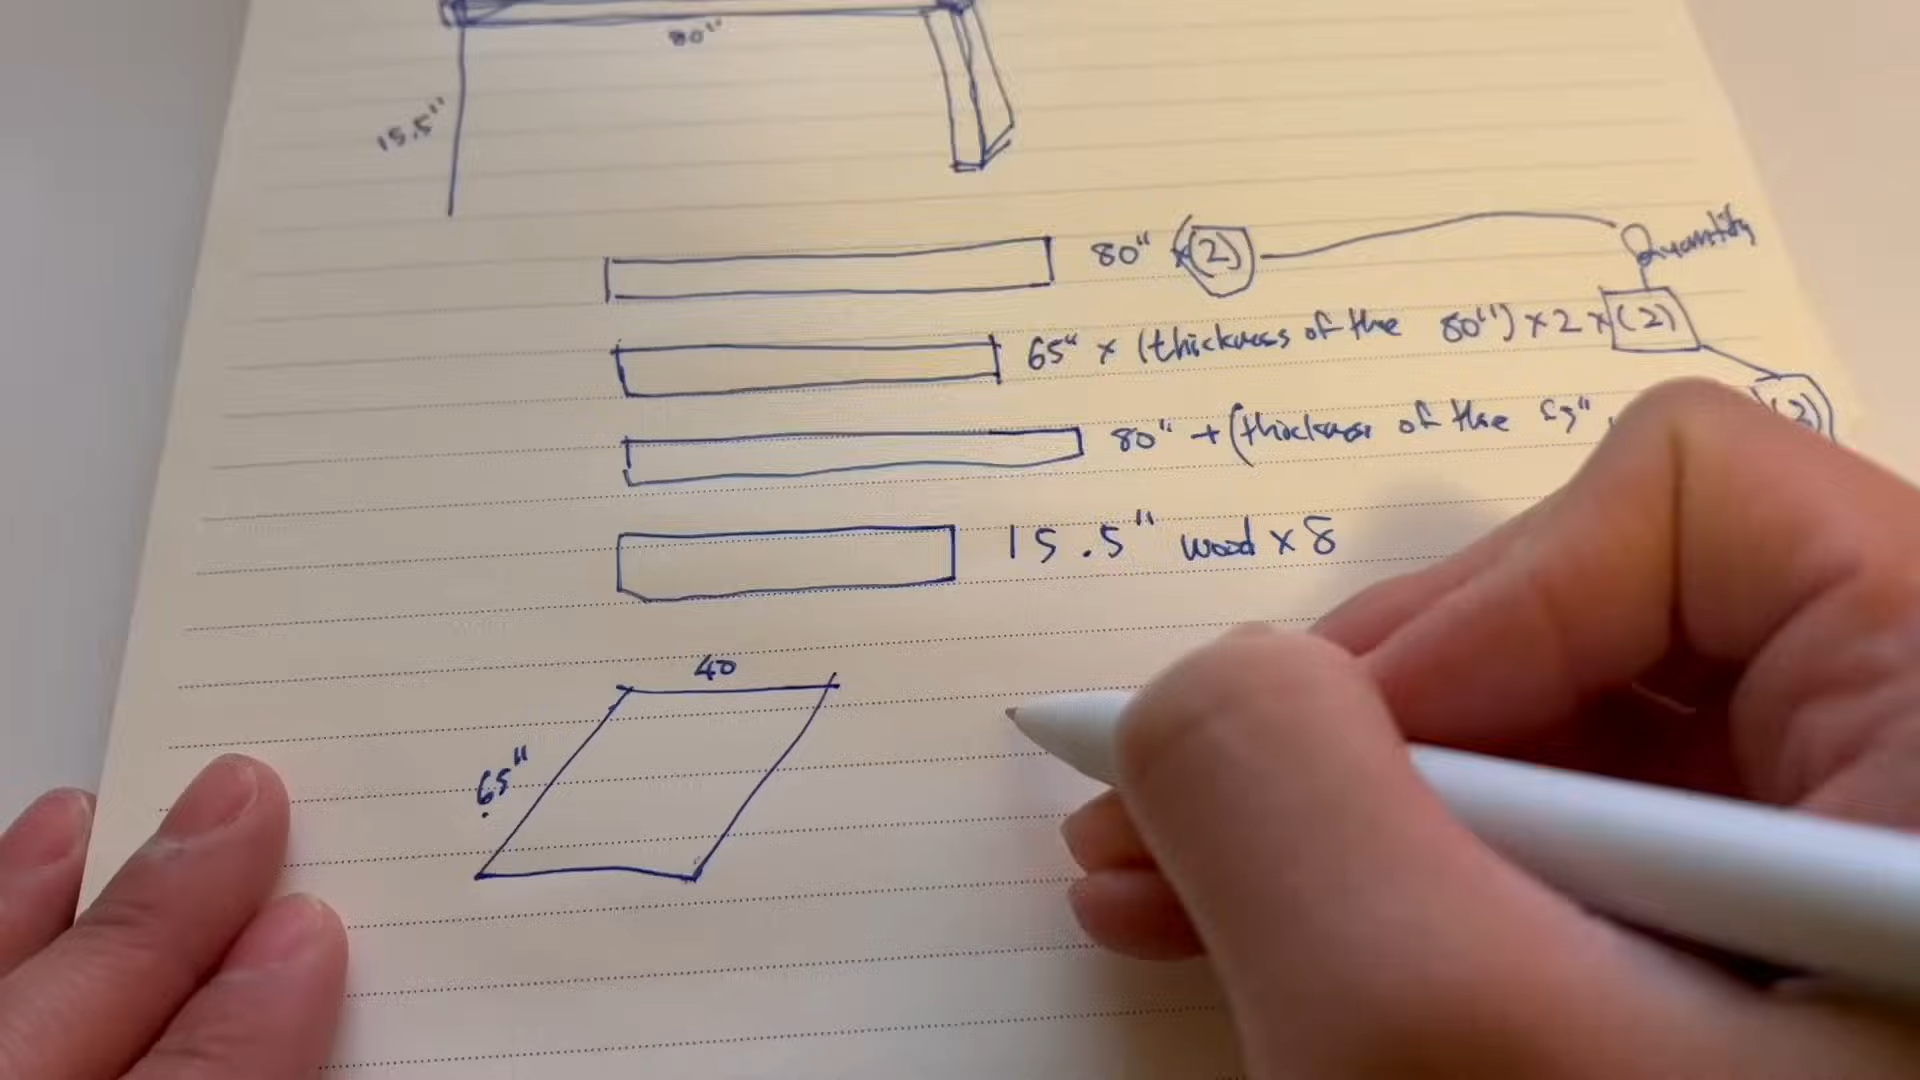 80"
15.5"
80" x (2)
Quantity
65" x (thickness of the 80") x 2 x (2)
80" + (thickness of the
(2)
15.5" wood x 8
40
65"